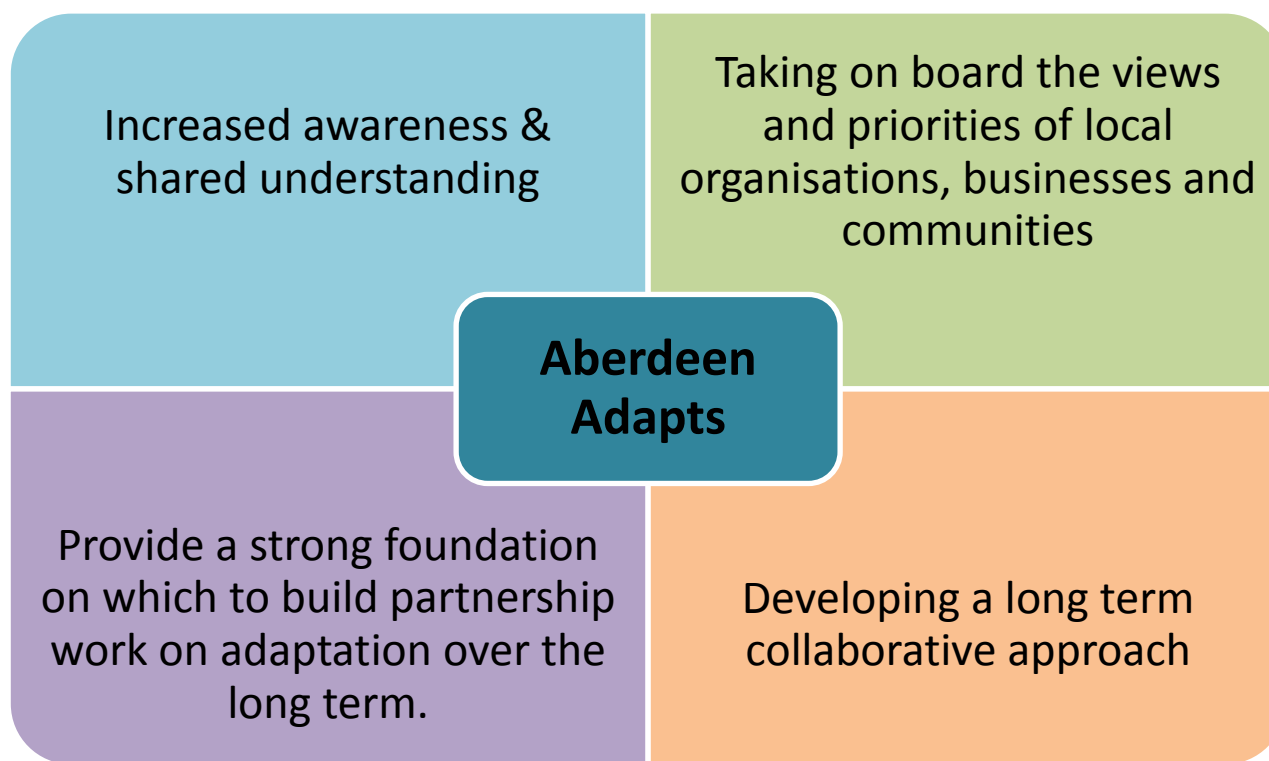 Increased awareness &
shared understanding
Taking on board the views
and priorities of local
organisations, businesses and
communities
Aberdeen
Adapts
Provide a strong foundation
on which to build partnership
work on adaptation over the
long term.
Developing a long term
collaborative approach